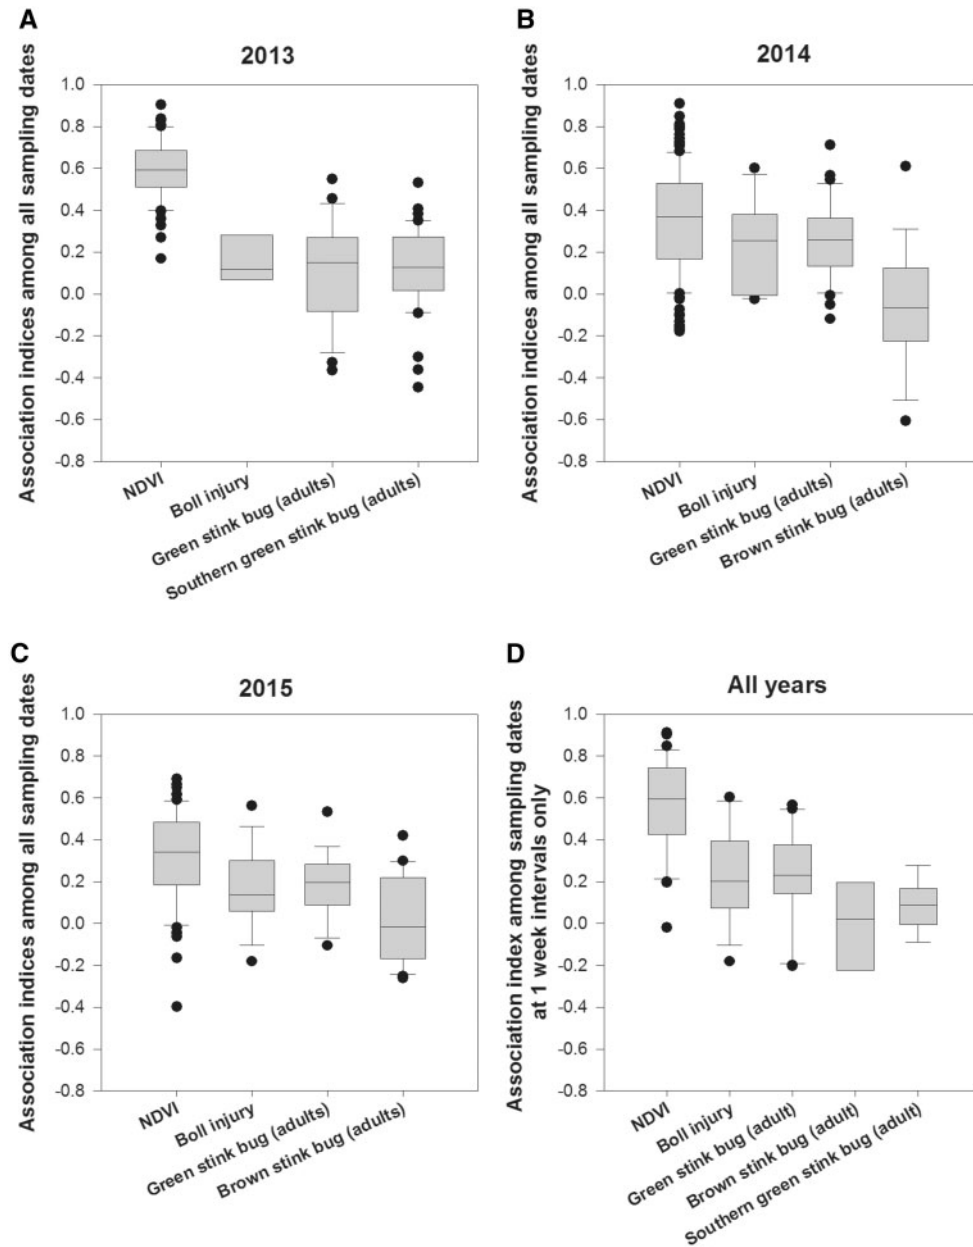 A
2013
Association indices among all sampling dates
1.0
0.8
0.6
0.4
0.2
0.0
-0.2
-0.4
-0.6
-0.8
NDVI
Boll injury
Green stink bug (adults)
Southern green stink bug (adults)
B
2014
Association indices among all sampling dates
1.0
0.8
0.6
0.4
0.2
0.0
-0.2
-0.4
-0.6
-0.8
NDVI
Boll injury
Green stink bug (adults)
Brown stink bug (adults)
C
2015
Association indices among all sampling dates
1.0
0.8
0.6
0.4
0.2
0.0
-0.2
-0.4
-0.6
-0.8
NDVI
Boll injury
Green stink bug (adults)
Brown stink bug (adults)
D
All years
Association index among sampling dates
at 1 week intervals only
1.0
0.8
0.6
0.4
0.2
0.0
-0.2
-0.4
-0.6
-0.8
NDVI
Boll injury
Green stink bug (adult)
Brown stink bug (adult)
Southern green stink bug (adult)